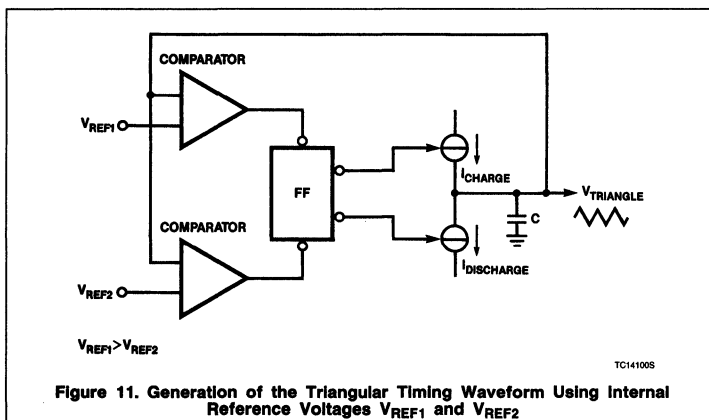 COMPARATOR
VREF1
FF
ICHARGE
VTRIANGLE
C
COMPARATOR
VREF2
IDISCHARGE
VREF1>VREF2
TC14100S
Figure 11. Generation of the Triangular Timing Waveform Using Internal
Reference Voltages VREF1 and VREF2